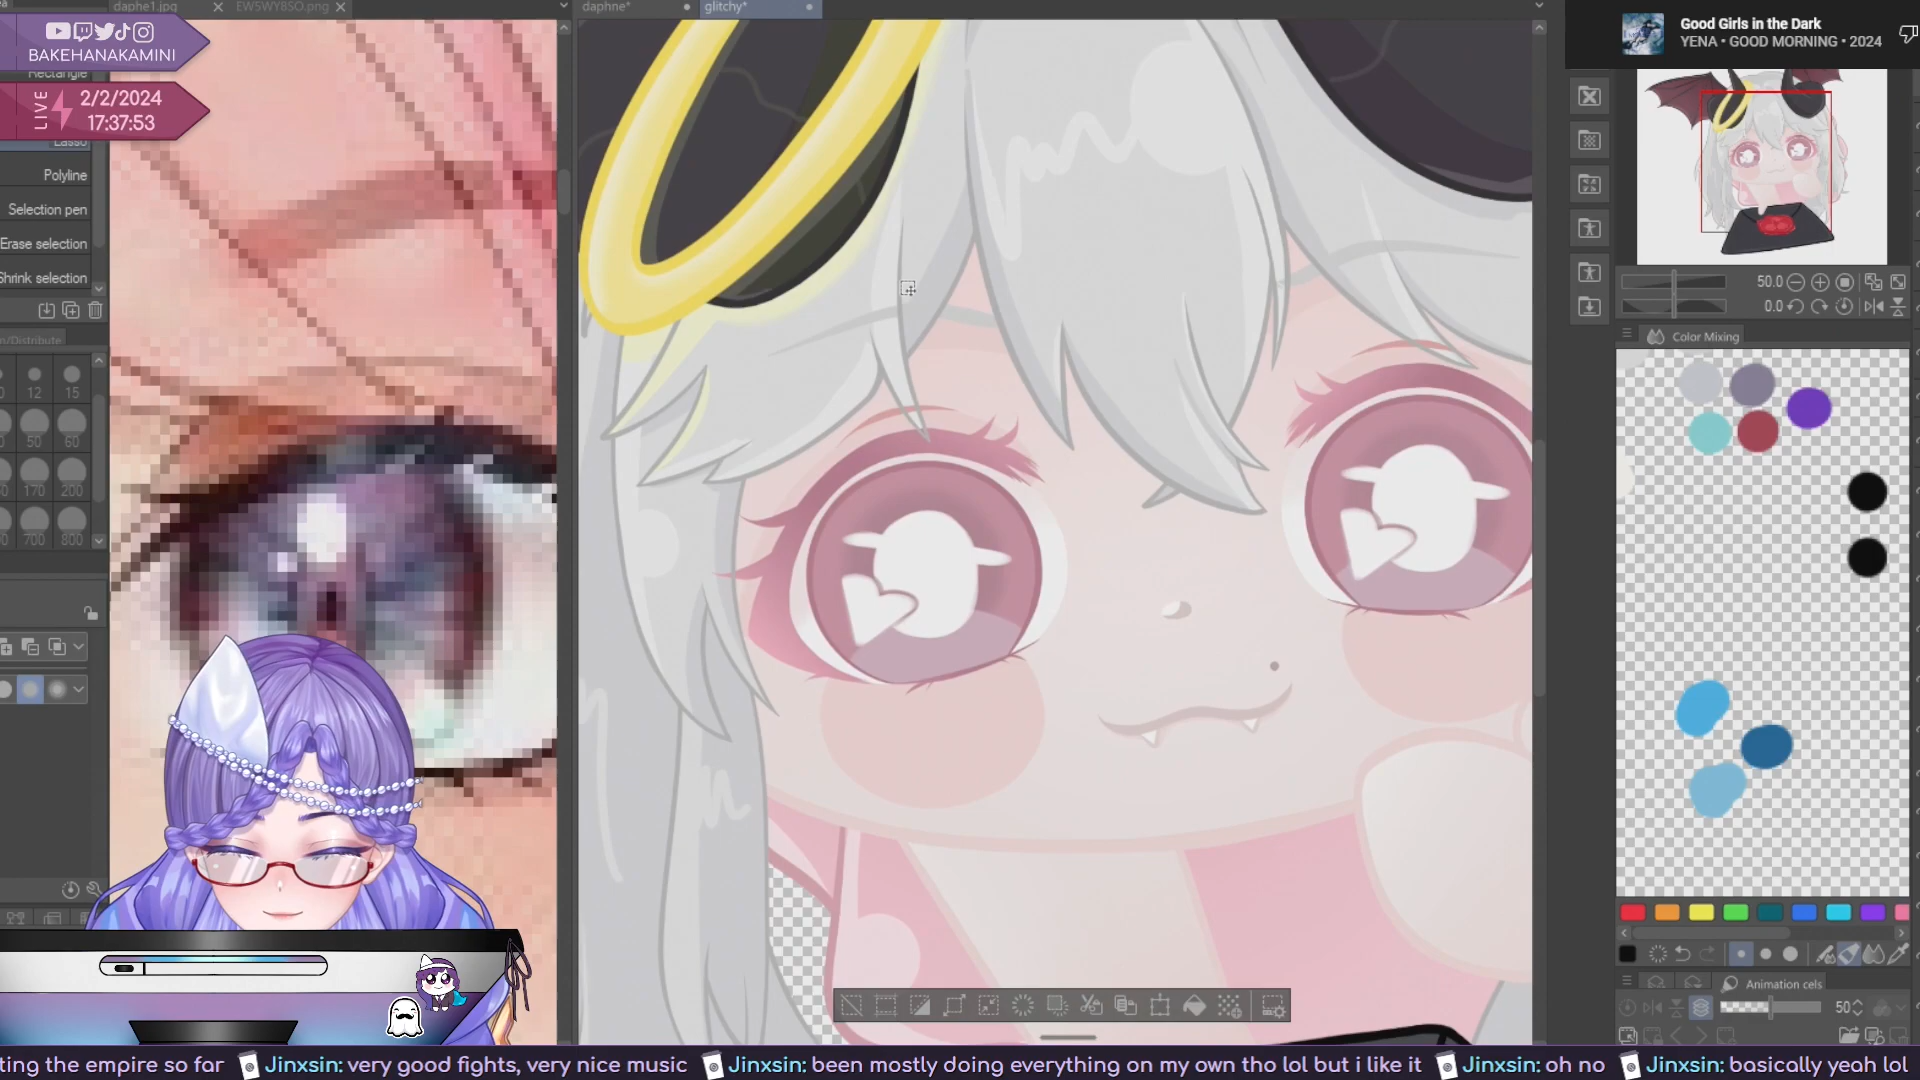 daphe1.jpg
EW5WYBSO.png
daphne*
glitchy*
BAKEHANAKAMINI
LIVE
2/2/2024
17:37:53
Good Girls in the Dark
YENA • GOOD MORNING • 2024
Rectangle
Lasso
Polyline
Selection pen
Erase selection
Shrink selection
n/Distribute
12
15
50
60
170
200
700
800
50.0
0.0
Color Mixing
Animation cels
50
ting the empire so far
Jinxsin: very good fights, very nice music
Jinxsin: been mostly doing everything on my own tho lol but i like it
Jinxsin: oh no
Jinxsin: basically yeah lol